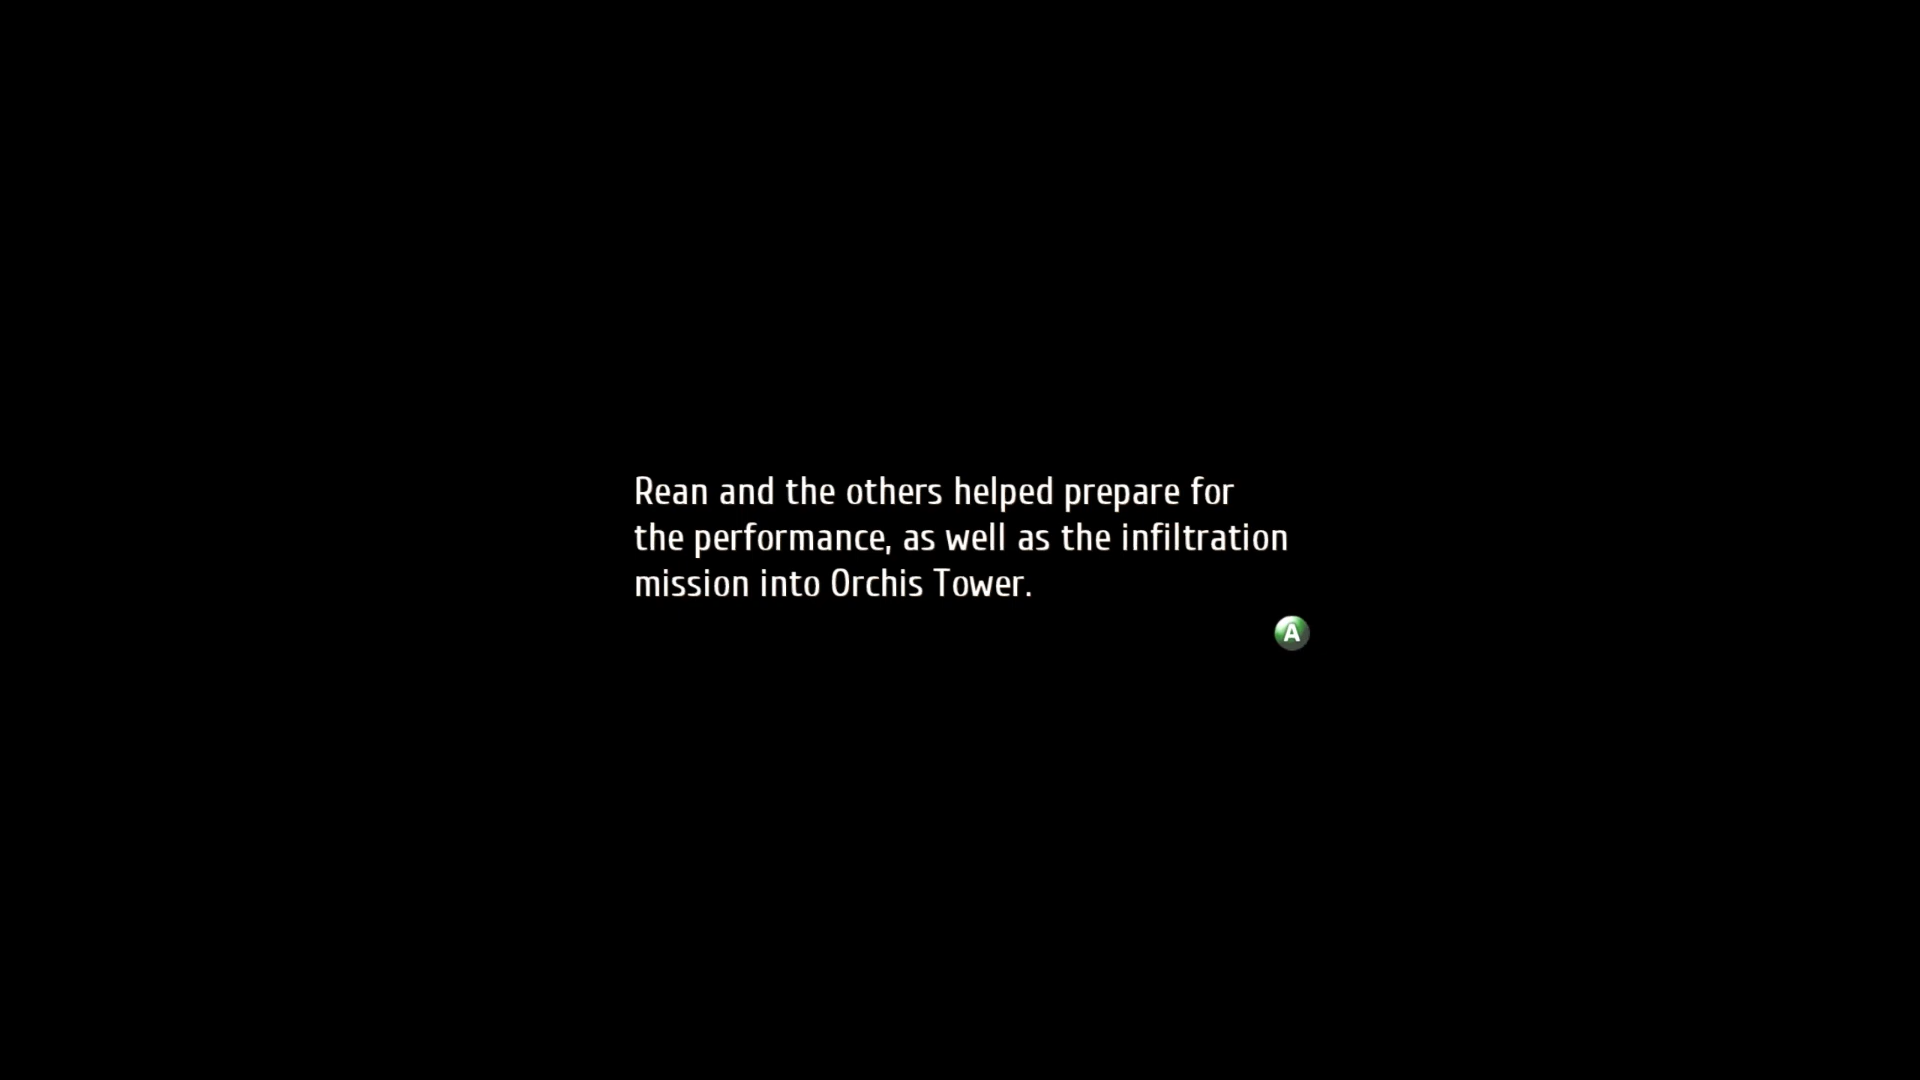 Rean and the others helped prepare for
the performance, as well as the infiltration
mission into Orchis Tower.
A